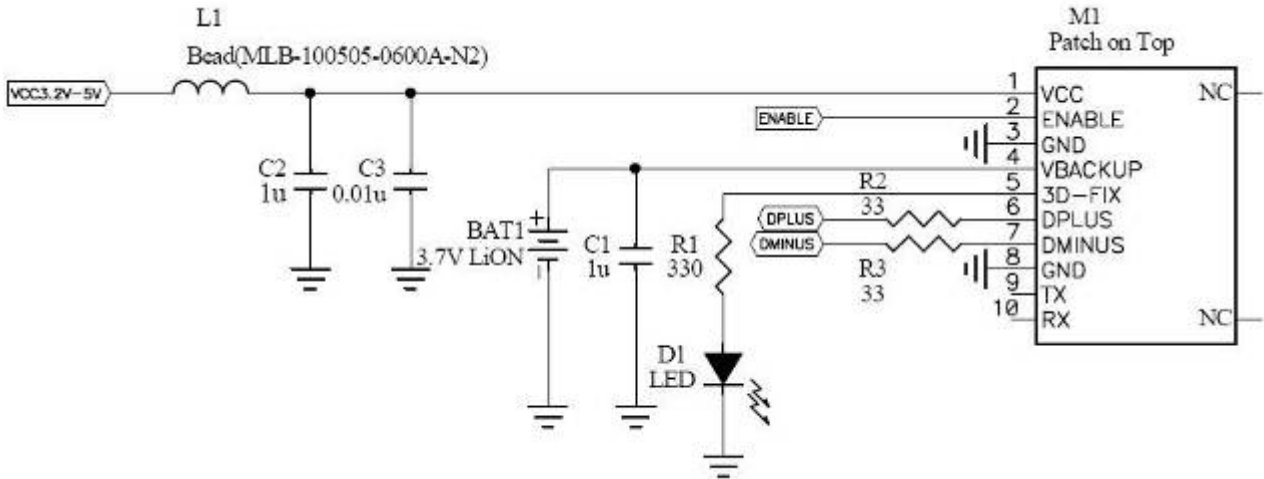 L1
Bead(MLB-100505-0600A-N2)
VCC3.2V-5V
C2
1u
C3
0.01u
BAT1
+
3.7V LiON
C1
1u
R1
330
D1
LED
ENABLE
R2
33
DPLUS
DMINUS
R3
33
M1
Patch on Top
1 VCC
2 ENABLE
3 GND
4 VBACKUP
5 3D-FIX
6 DPLUS
7 DMINUS
8 GND
9 TX
10 RX
NC
NC